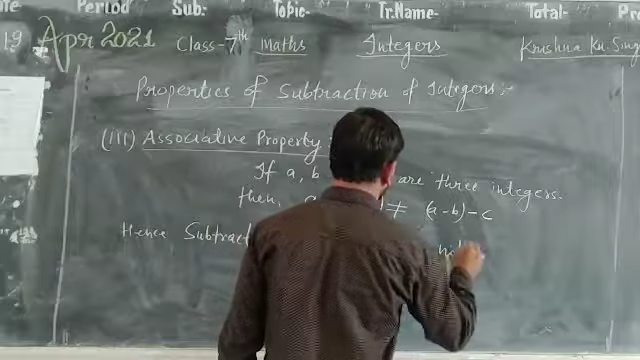 Period Sub:- Topic- Tr.Name- Total-
19 Apr 2021 Class-7th Maths Integers Krishna Ku. Sing
Properties of Subtraction of Integers:-
(III) Associative Property
If a, b are three integers.
then, ≠ (a-b)-c
Hence Subtract